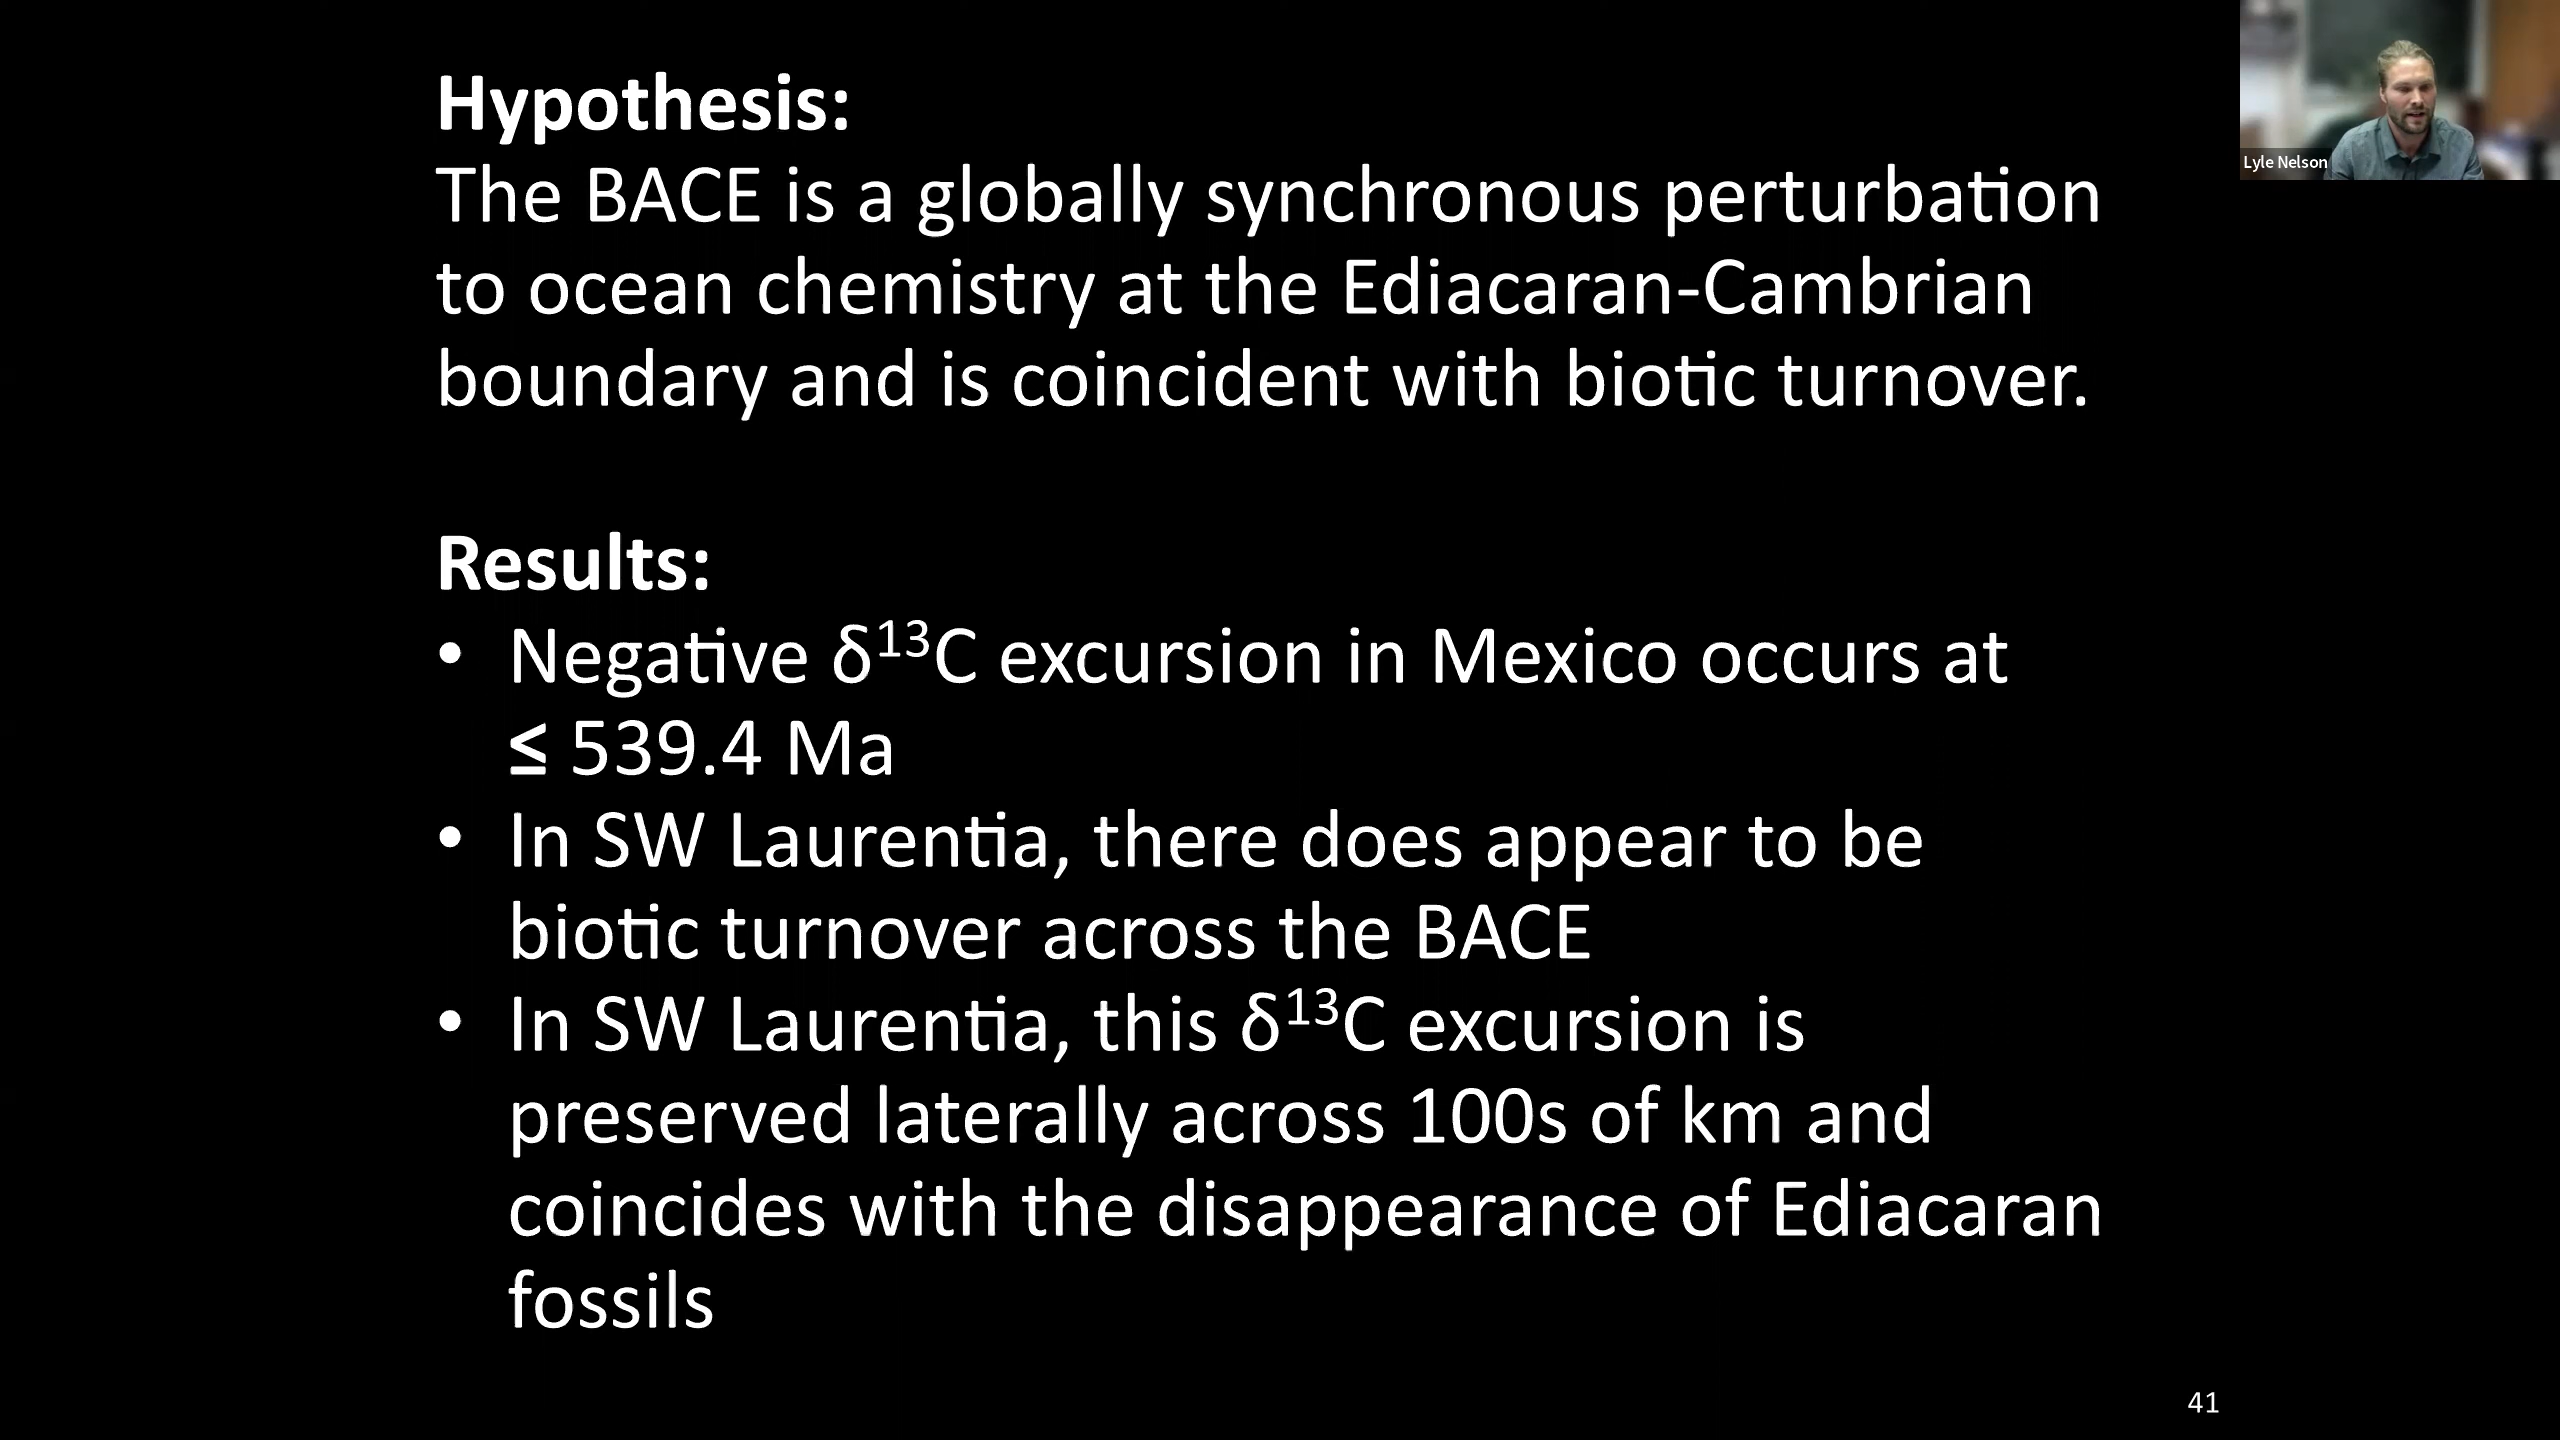 Hypothesis:
The BACE is a globally synchronous perturbation
to ocean chemistry at the Ediacaran-Cambrian
boundary and is coincident with biotic turnover.
Results:
• Negative δ¹³C excursion in Mexico occurs at
≤ 539.4 Ma
• In SW Laurentia, there does appear to be
biotic turnover across the BACE
• In SW Laurentia, this δ¹³C excursion is
preserved laterally across 100s of km and
coincides with the disappearance of Ediacaran
fossils
41
Lyle Nelson